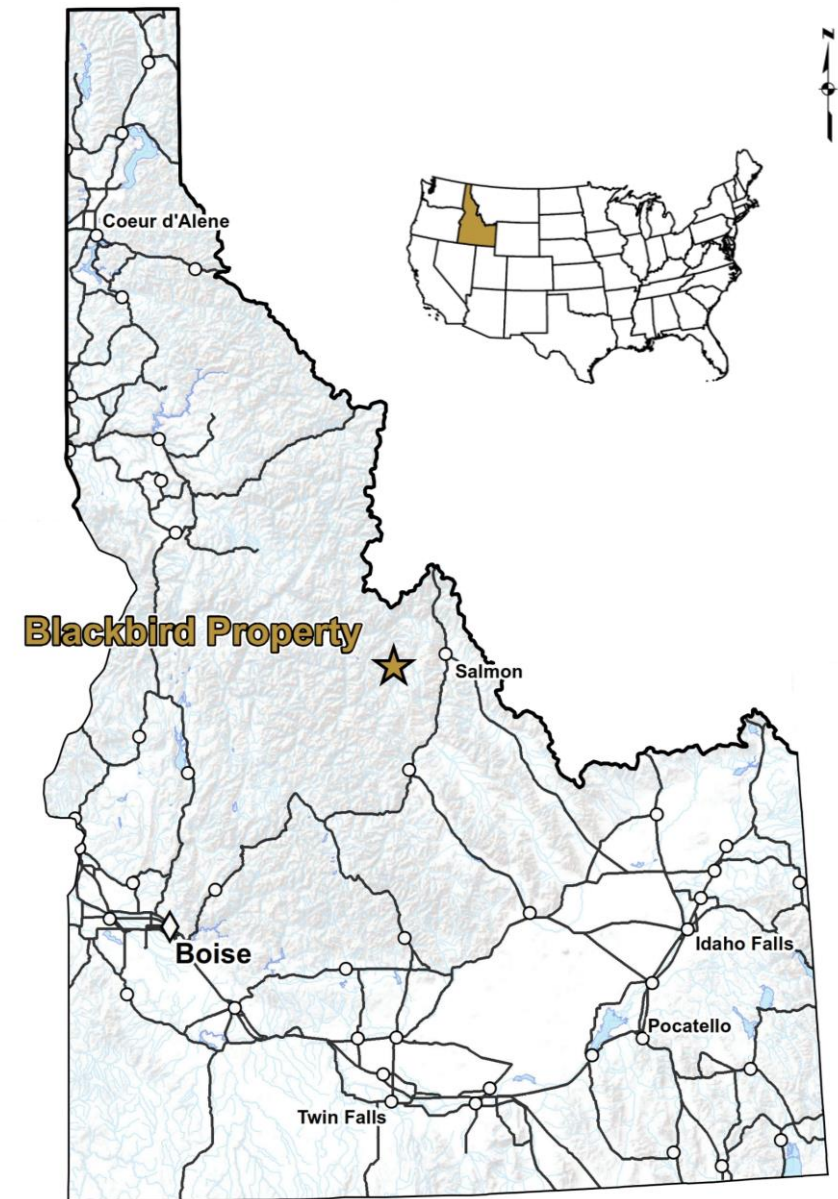 N
Coeur d'Alene
Blackbird Property
Salmon
Boise
Idaho Falls
Pocatello
Twin Falls